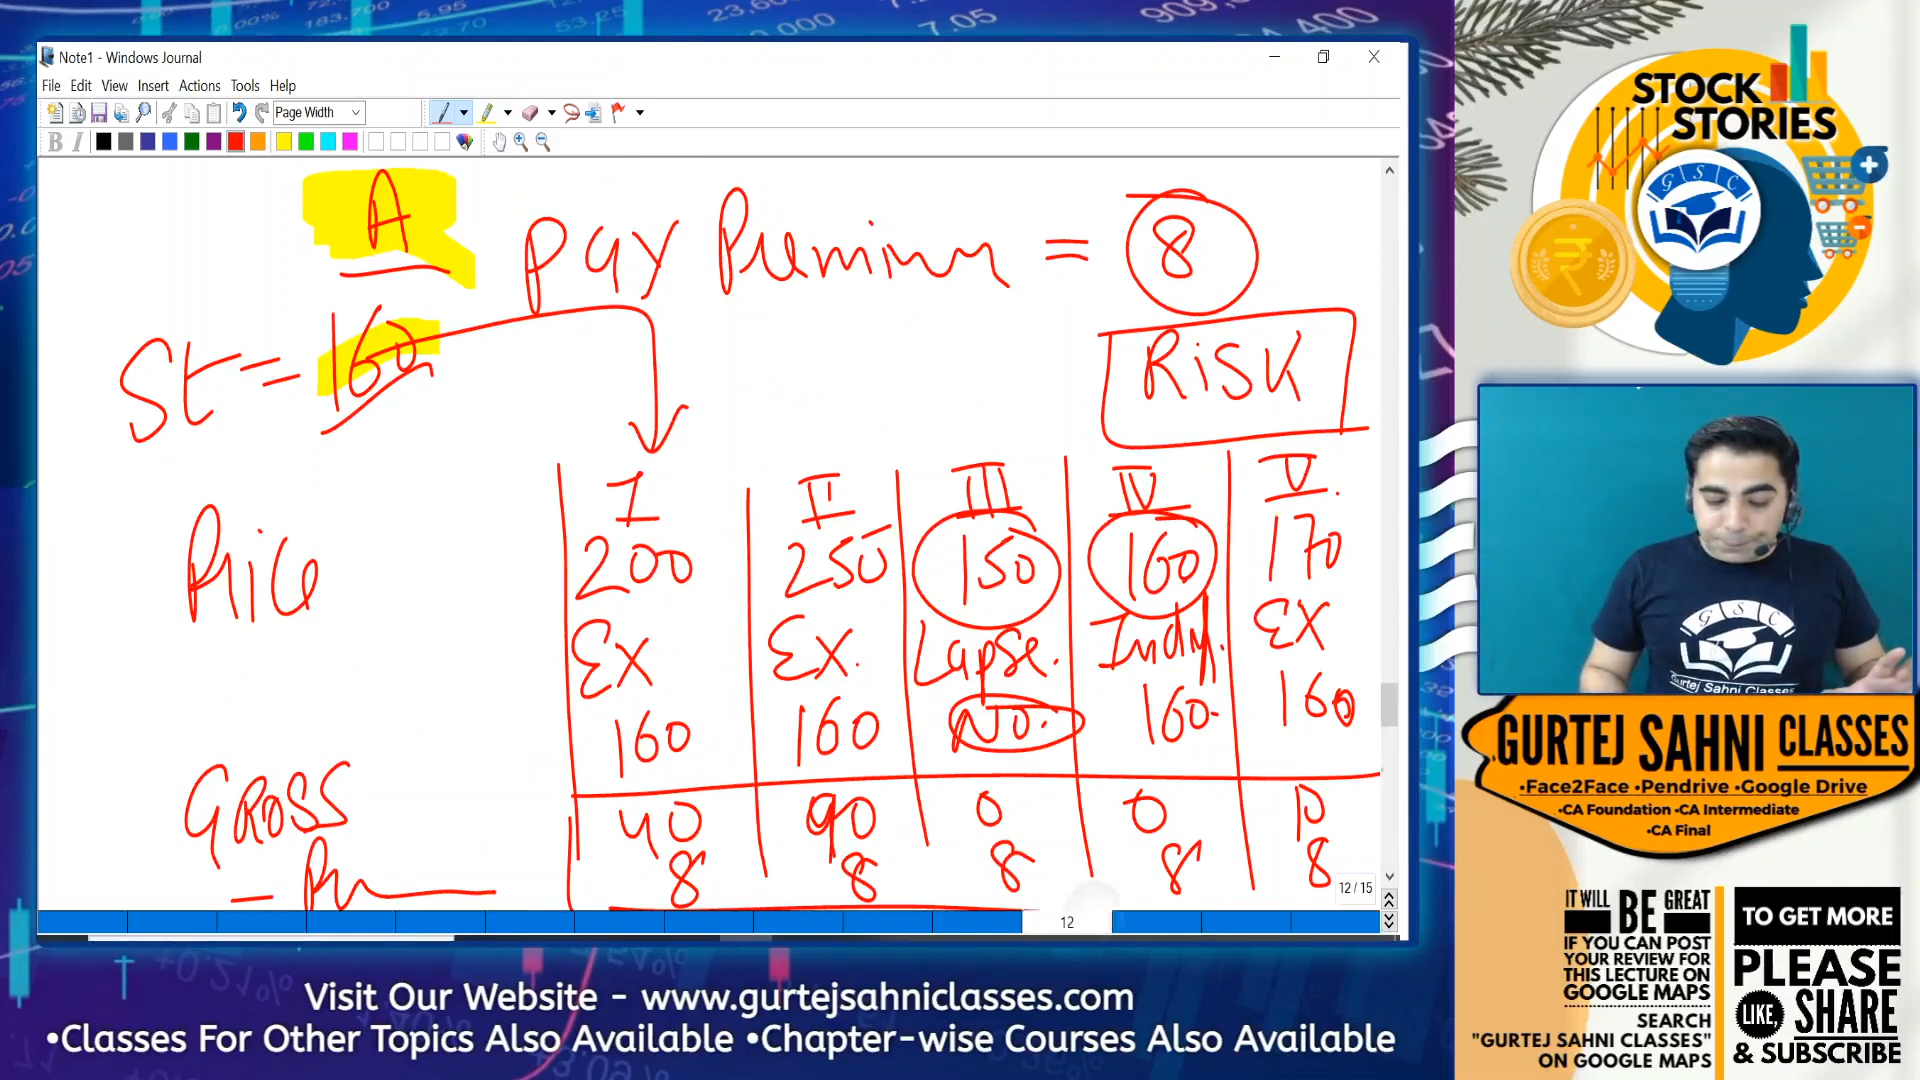 Note1 - Windows Journal
File Edit View Insert Actions Tools Help
Page Width
B I
A
Pay Premium = 8
St = 160
RiSK
I II III IV V
Price 200 250 150 160 170
EX EX. Lapse. Indf. EX
160 160 NO. 160 160
GROSS 40 90 0 0 10
- Pr 8 8 8 8 8
12 / 15
12
STOCK
STORIES
G S C
G S C
Gurtej Sahni Classes
GURTEJ SAHNI CLASSES
•Face2Face •Pendrive •Google Drive
•CA Foundation •CA Intermediate
•CA Final
IT WILL BE GREAT
IF YOU CAN POST
YOUR REVIEW FOR
THIS LECTURE ON
GOOGLE MAPS
SEARCH
"GURTEJ SAHNI CLASSES"
ON GOOGLE MAPS
TO GET MORE
PLEASE
LIKE, SHARE
& SUBSCRIBE
Visit Our Website - www.gurtejsahniclasses.com
•Classes For Other Topics Also Available •Chapter-wise Courses Also Available